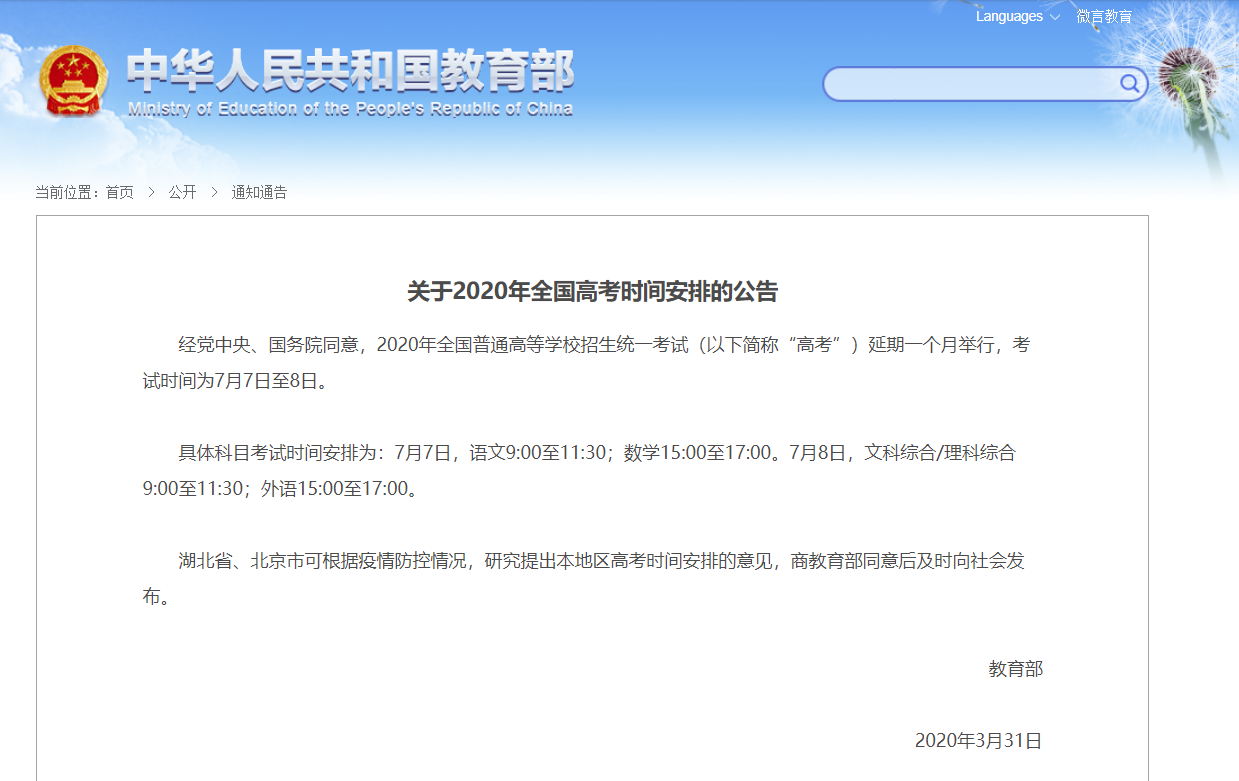 Languages 微言教育
中华人民共和国教育部
Ministry of Education of the People's Republic of China
当前位置：首页 > 公开 > 通知通告
关于2020年全国高考时间安排的公告
经党中央、国务院同意，2020年全国普通高等学校招生统一考试（以下简称“高考”）延期一个月举行，考
试时间为7月7日至8日。
具体科目考试时间安排为：7月7日，语文9:00至11:30；数学15:00至17:00。7月8日，文科综合/理科综合
9:00至11:30；外语15:00至17:00。
湖北省、北京市可根据疫情防控情况，研究提出本地区高考时间安排的意见，商教育部同意后及时向社会发
布。
教育部
2020年3月31日